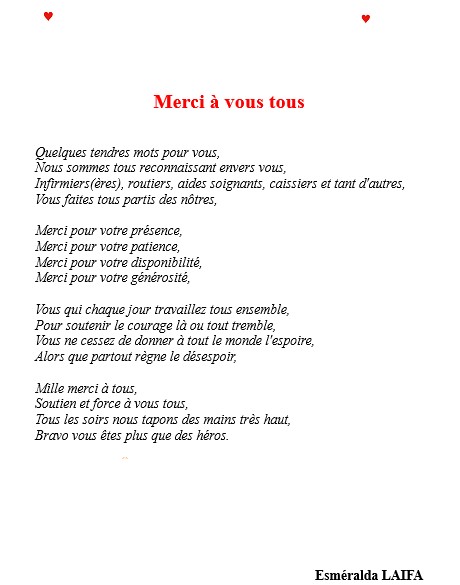 Merci à vous tous
Quelques tendres mots pour vous,
Nous sommes tous reconnaissant envers vous,
Infirmiers(ères), routiers, aides soignants, caissiers et tant d'autres,
Vous faites tous partis des nôtres,
Merci pour votre présence,
Merci pour votre patience,
Merci pour votre disponibilité,
Merci pour votre générosité,
Vous qui chaque jour travaillez tous ensemble,
Pour soutenir le courage là ou tout tremble,
Vous ne cessez de donner à tout le monde l'espoire,
Alors que partout règne le désespoir,
Mille merci à tous,
Soutien et force à vous tous,
Tous les soirs nous tapons des mains très haut,
Bravo vous êtes plus que des héros.
Esméralda LAIFA